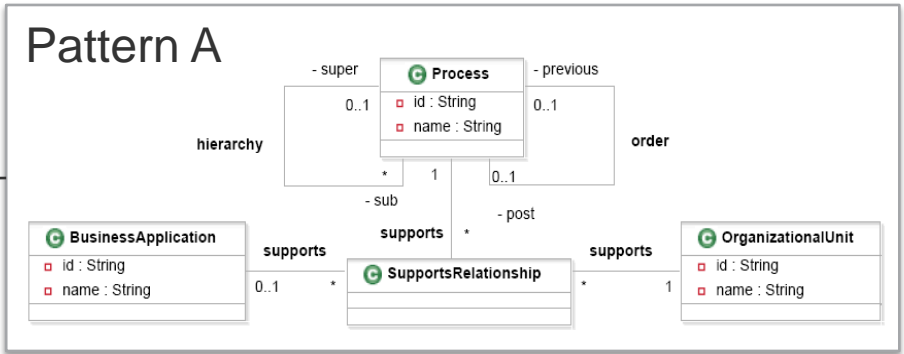 Pattern A
- super
C Process
- previous
0..1
id : String
0..1
name : String
hierarchy
order
*
1
0..1
- sub
- post
C BusinessApplication
supports
supports
*
supports
C OrganizationalUnit
id : String
C SupportsRelationship
id : String
name : String
0..1
*
*
1
name : String